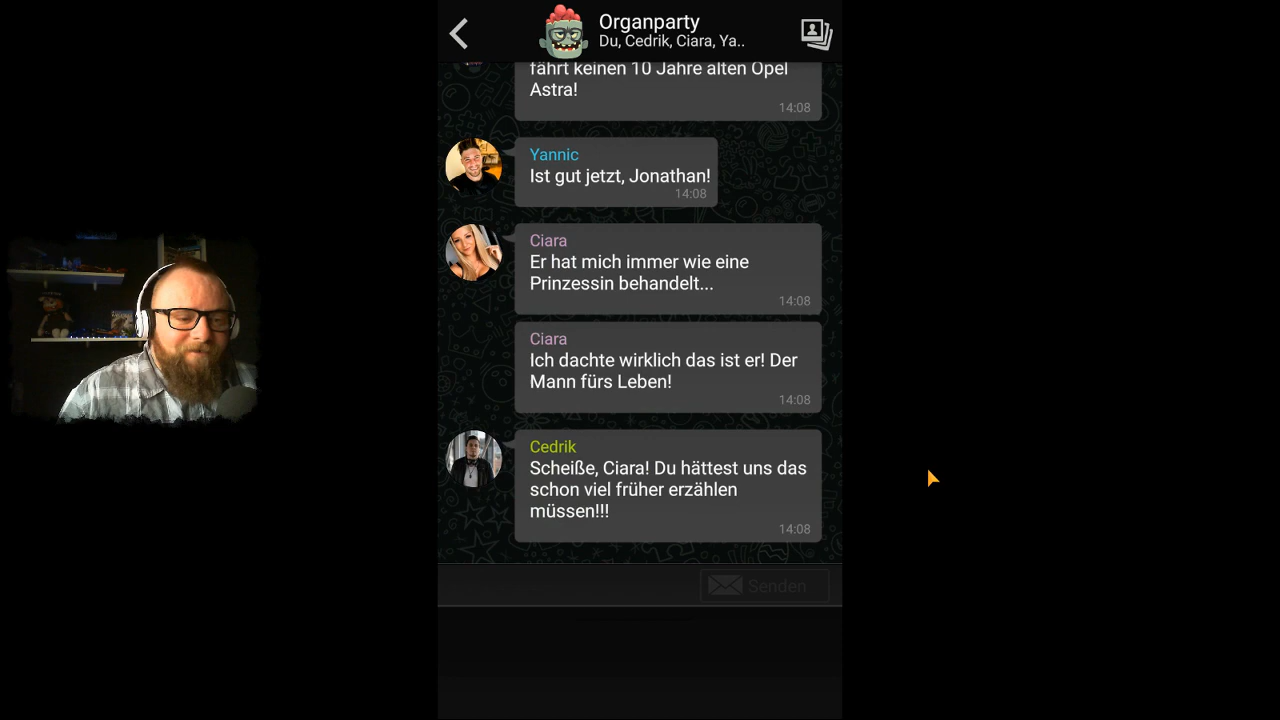 Organparty
Du, Cedrik, Ciara, Ya..
fährt keinen 10 Jahre alten Opel
Astra!
14:08
Yannic
Ist gut jetzt, Jonathan!
14:08
Ciara
Er hat mich immer wie eine
Prinzessin behandelt...
14:08
Ciara
Ich dachte wirklich das ist er! Der
Mann fürs Leben!
14:08
Cedrik
Scheiße, Ciara! Du hättest uns das
schon viel früher erzählen
müssen!!!
14:08
Senden